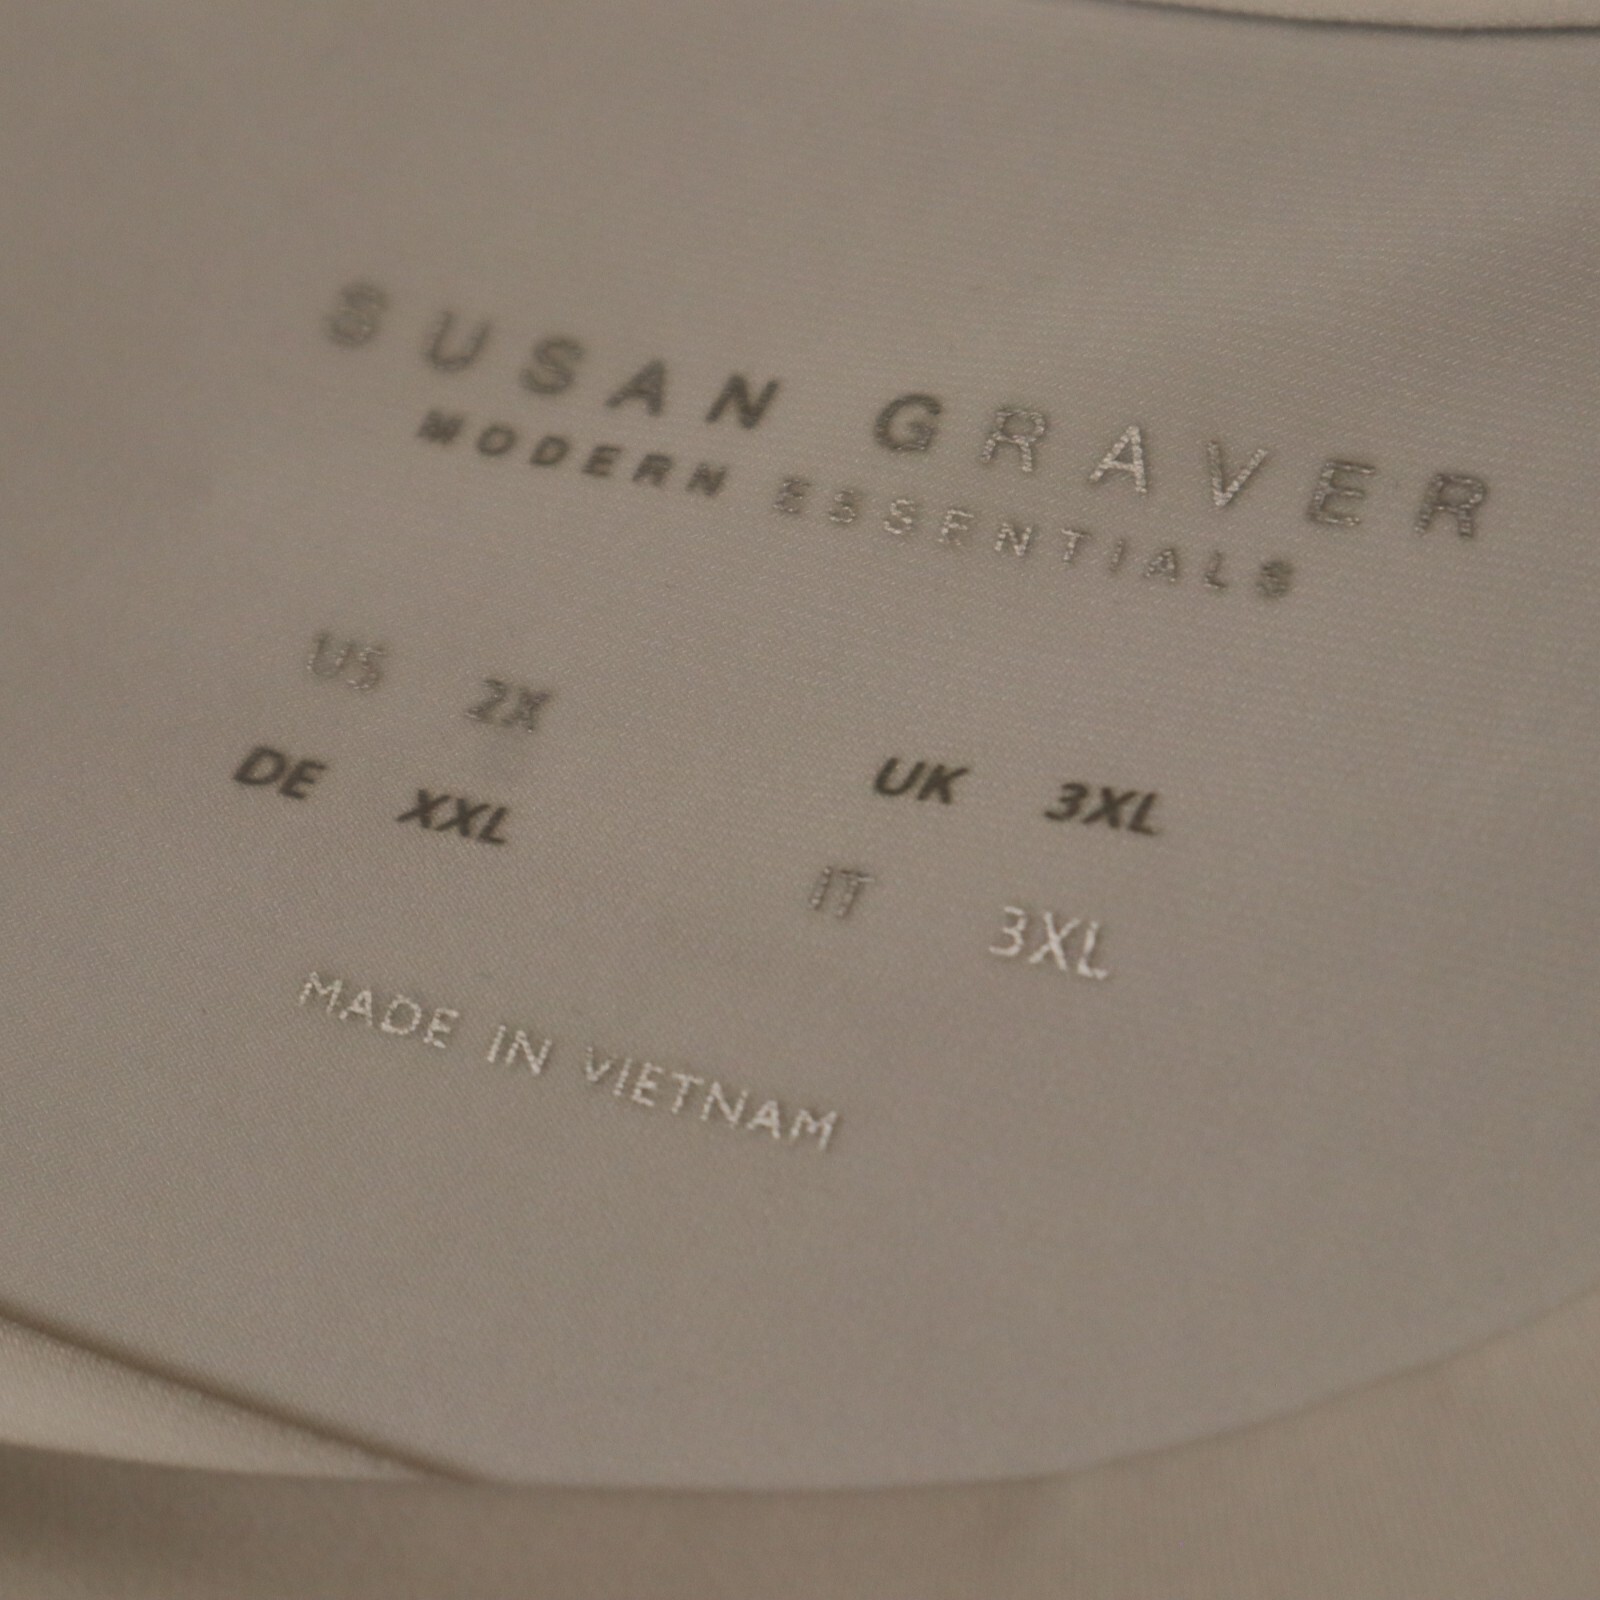 SUSAN GRAVER
MODERN ESSENTIALS
US 2X UK 3XL
DE XXL IT 3XL
MADE IN VIETNAM